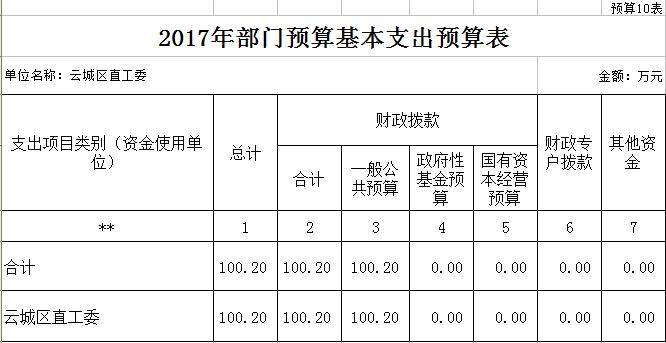 预算10表
2017年部门预算基本支出预算表
单位名称：云城区直工委 金额：万元
支出项目类别（资金使用单
位）
总计
财政拨款
合计
一般公
共预算
政府性
基金预
算
国有资
本经营
预算
财政专
户拨款
其他资
金
** 1 2 3 4 5 6 7
合计 100.20 100.20 100.20 0.00 0.00 0.00 0.00
云城区直工委 100.20 100.20 100.20 0.00 0.00 0.00 0.00